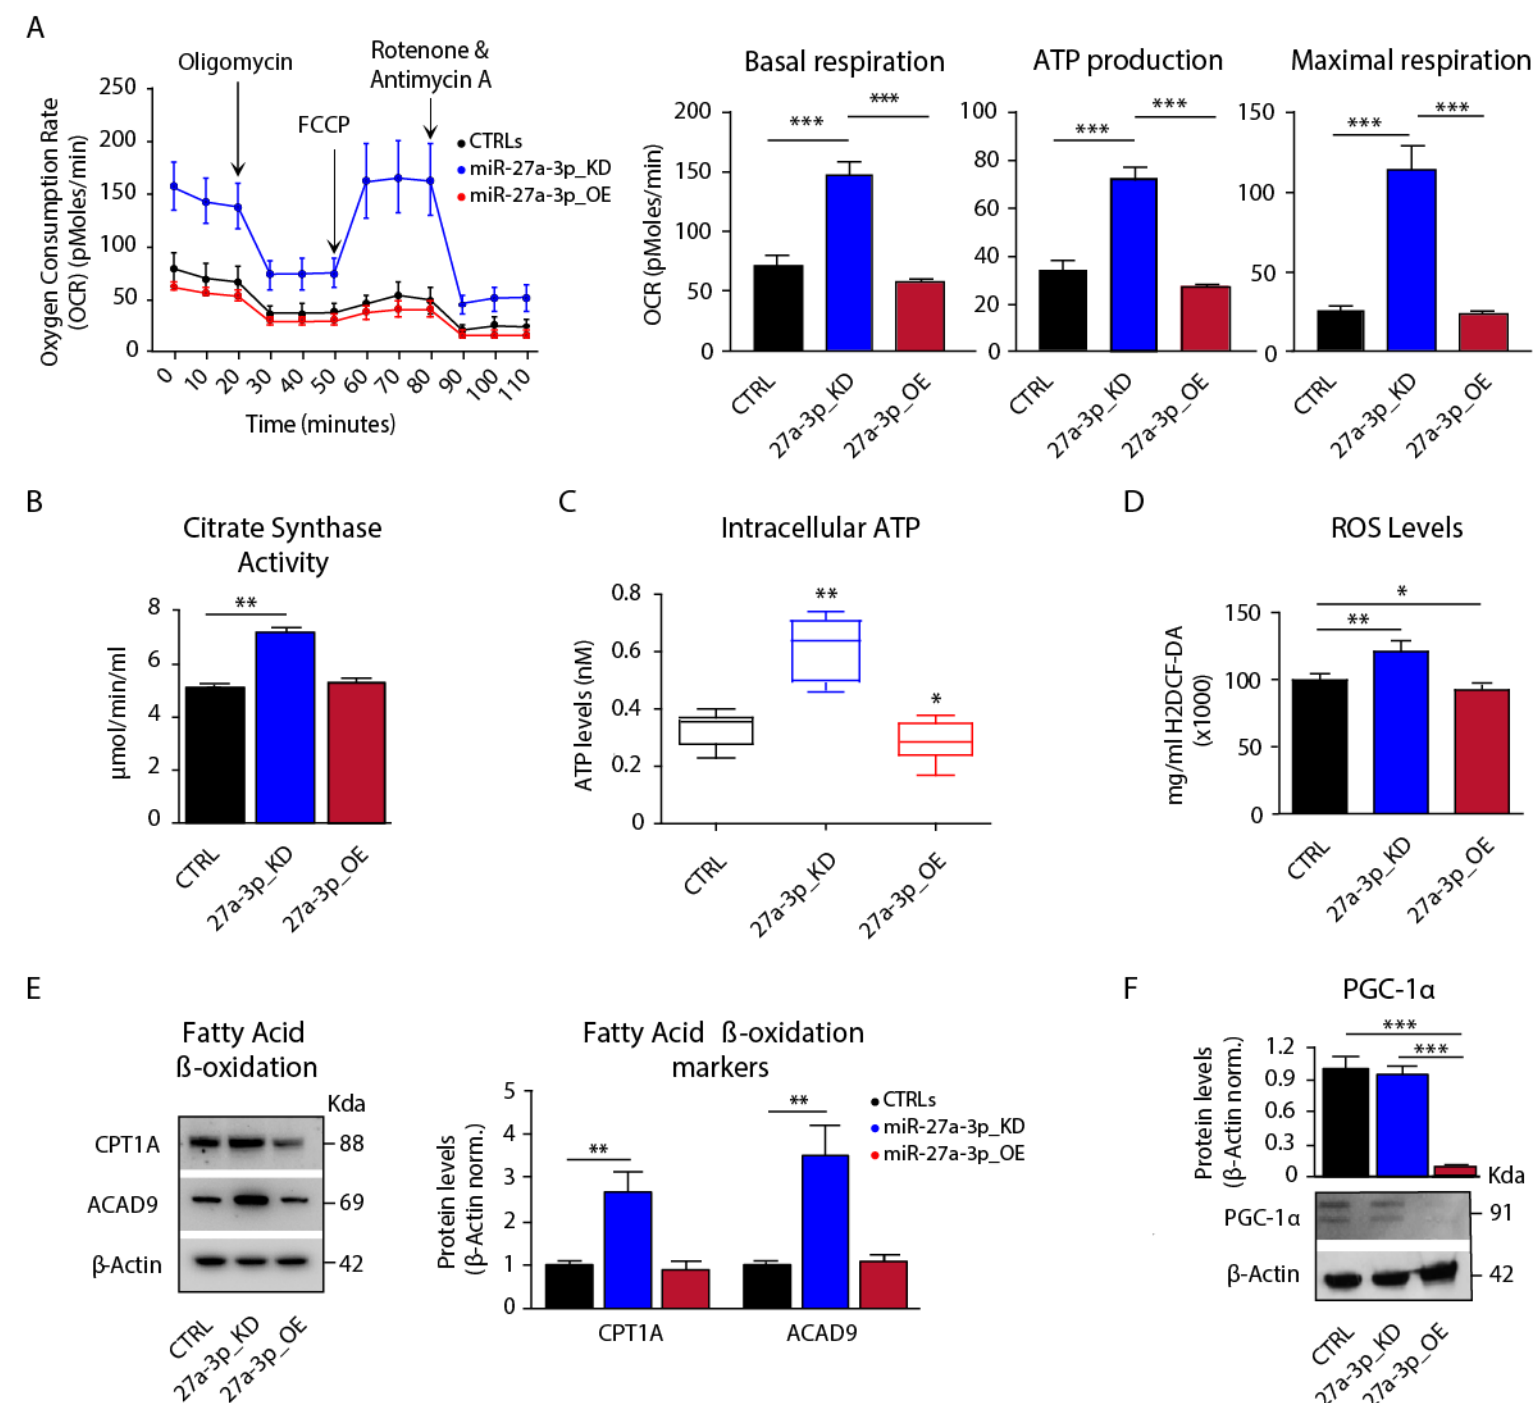 A
Oligomycin
Rotenone &
Antimycin A
FCCP
Oxygen Consumption Rate
(OCR) (pMoles/min)
250
200
150
100
50
0
CTRLs
miR-27a-3p_KD
miR-27a-3p_OE
0 10 20 30 40 50 60 70 80 90 100 110
Time (minutes)
Basal respiration
OCR (pMoles/min)
200
150
100
50
0
*** ***
CTRL 27a-3p_KD 27a-3p_OE
ATP production
100
80
60
40
20
0
*** ***
CTRL 27a-3p_KD 27a-3p_OE
Maximal respiration
150
100
50
0
*** ***
CTRL 27a-3p_KD 27a-3p_OE
B
Citrate Synthase
Activity
µmol/min/ml
8
6
4
2
0
**
CTRL 27a-3p_KD 27a-3p_OE
C
Intracellular ATP
ATP levels (nM)
0.8
0.6
0.4
0.2
0
**
*
CTRL 27a-3p_KD 27a-3p_OE
D
ROS Levels
mg/ml H2DCF-DA
(x1000)
150
100
50
0
*
**
CTRL 27a-3p_KD 27a-3p_OE
E
Fatty Acid
ß-oxidation
Kda
CPT1A 88
ACAD9 69
β-Actin 42
CTRL 27a-3p_KD 27a-3p_OE
Fatty Acid ß-oxidation
markers
Protein levels
(β-Actin norm.)
5
4
3
2
1
0
** **
CTRLs
miR-27a-3p_KD
miR-27a-3p_OE
CPT1A ACAD9
F
PGC-1α
Protein levels
(β-Actin norm.)
1.2
0.9
0.6
0.3
0
***
***
Kda
PGC-1α 91
β-Actin 42
CTRL 27a-3p_KD 27a-3p_OE